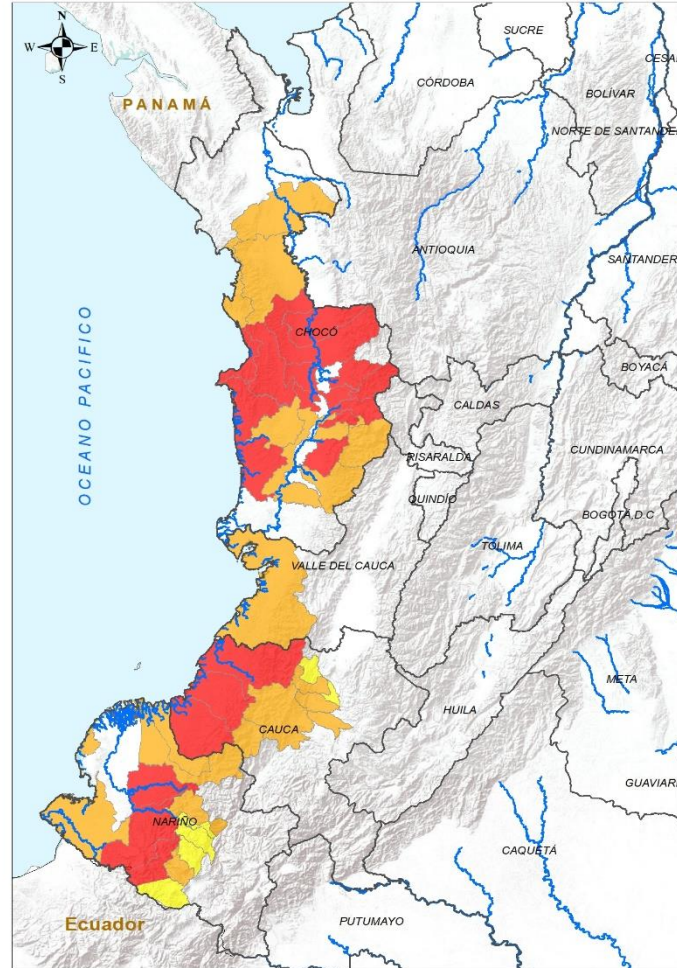 N
W E
S
SUCRE
CESAR
CÓRDOBA
BOLÍVAR
PANAMÁ
NORTE DE SANTANDER
ANTIOQUIA
SANTANDER
OCEANO PACIFICO
CHOCÓ
BOYACÁ
CALDAS
CUNDINAMARCA
RISARALDA
QUINDÍO
BOGOTÁ, D.C
TOLIMA
VALLE DEL CAUCA
META
HUILA
CAUCA
GUAVIARE
NARIÑO
CAQUETÁ
Ecuador
PUTUMAYO